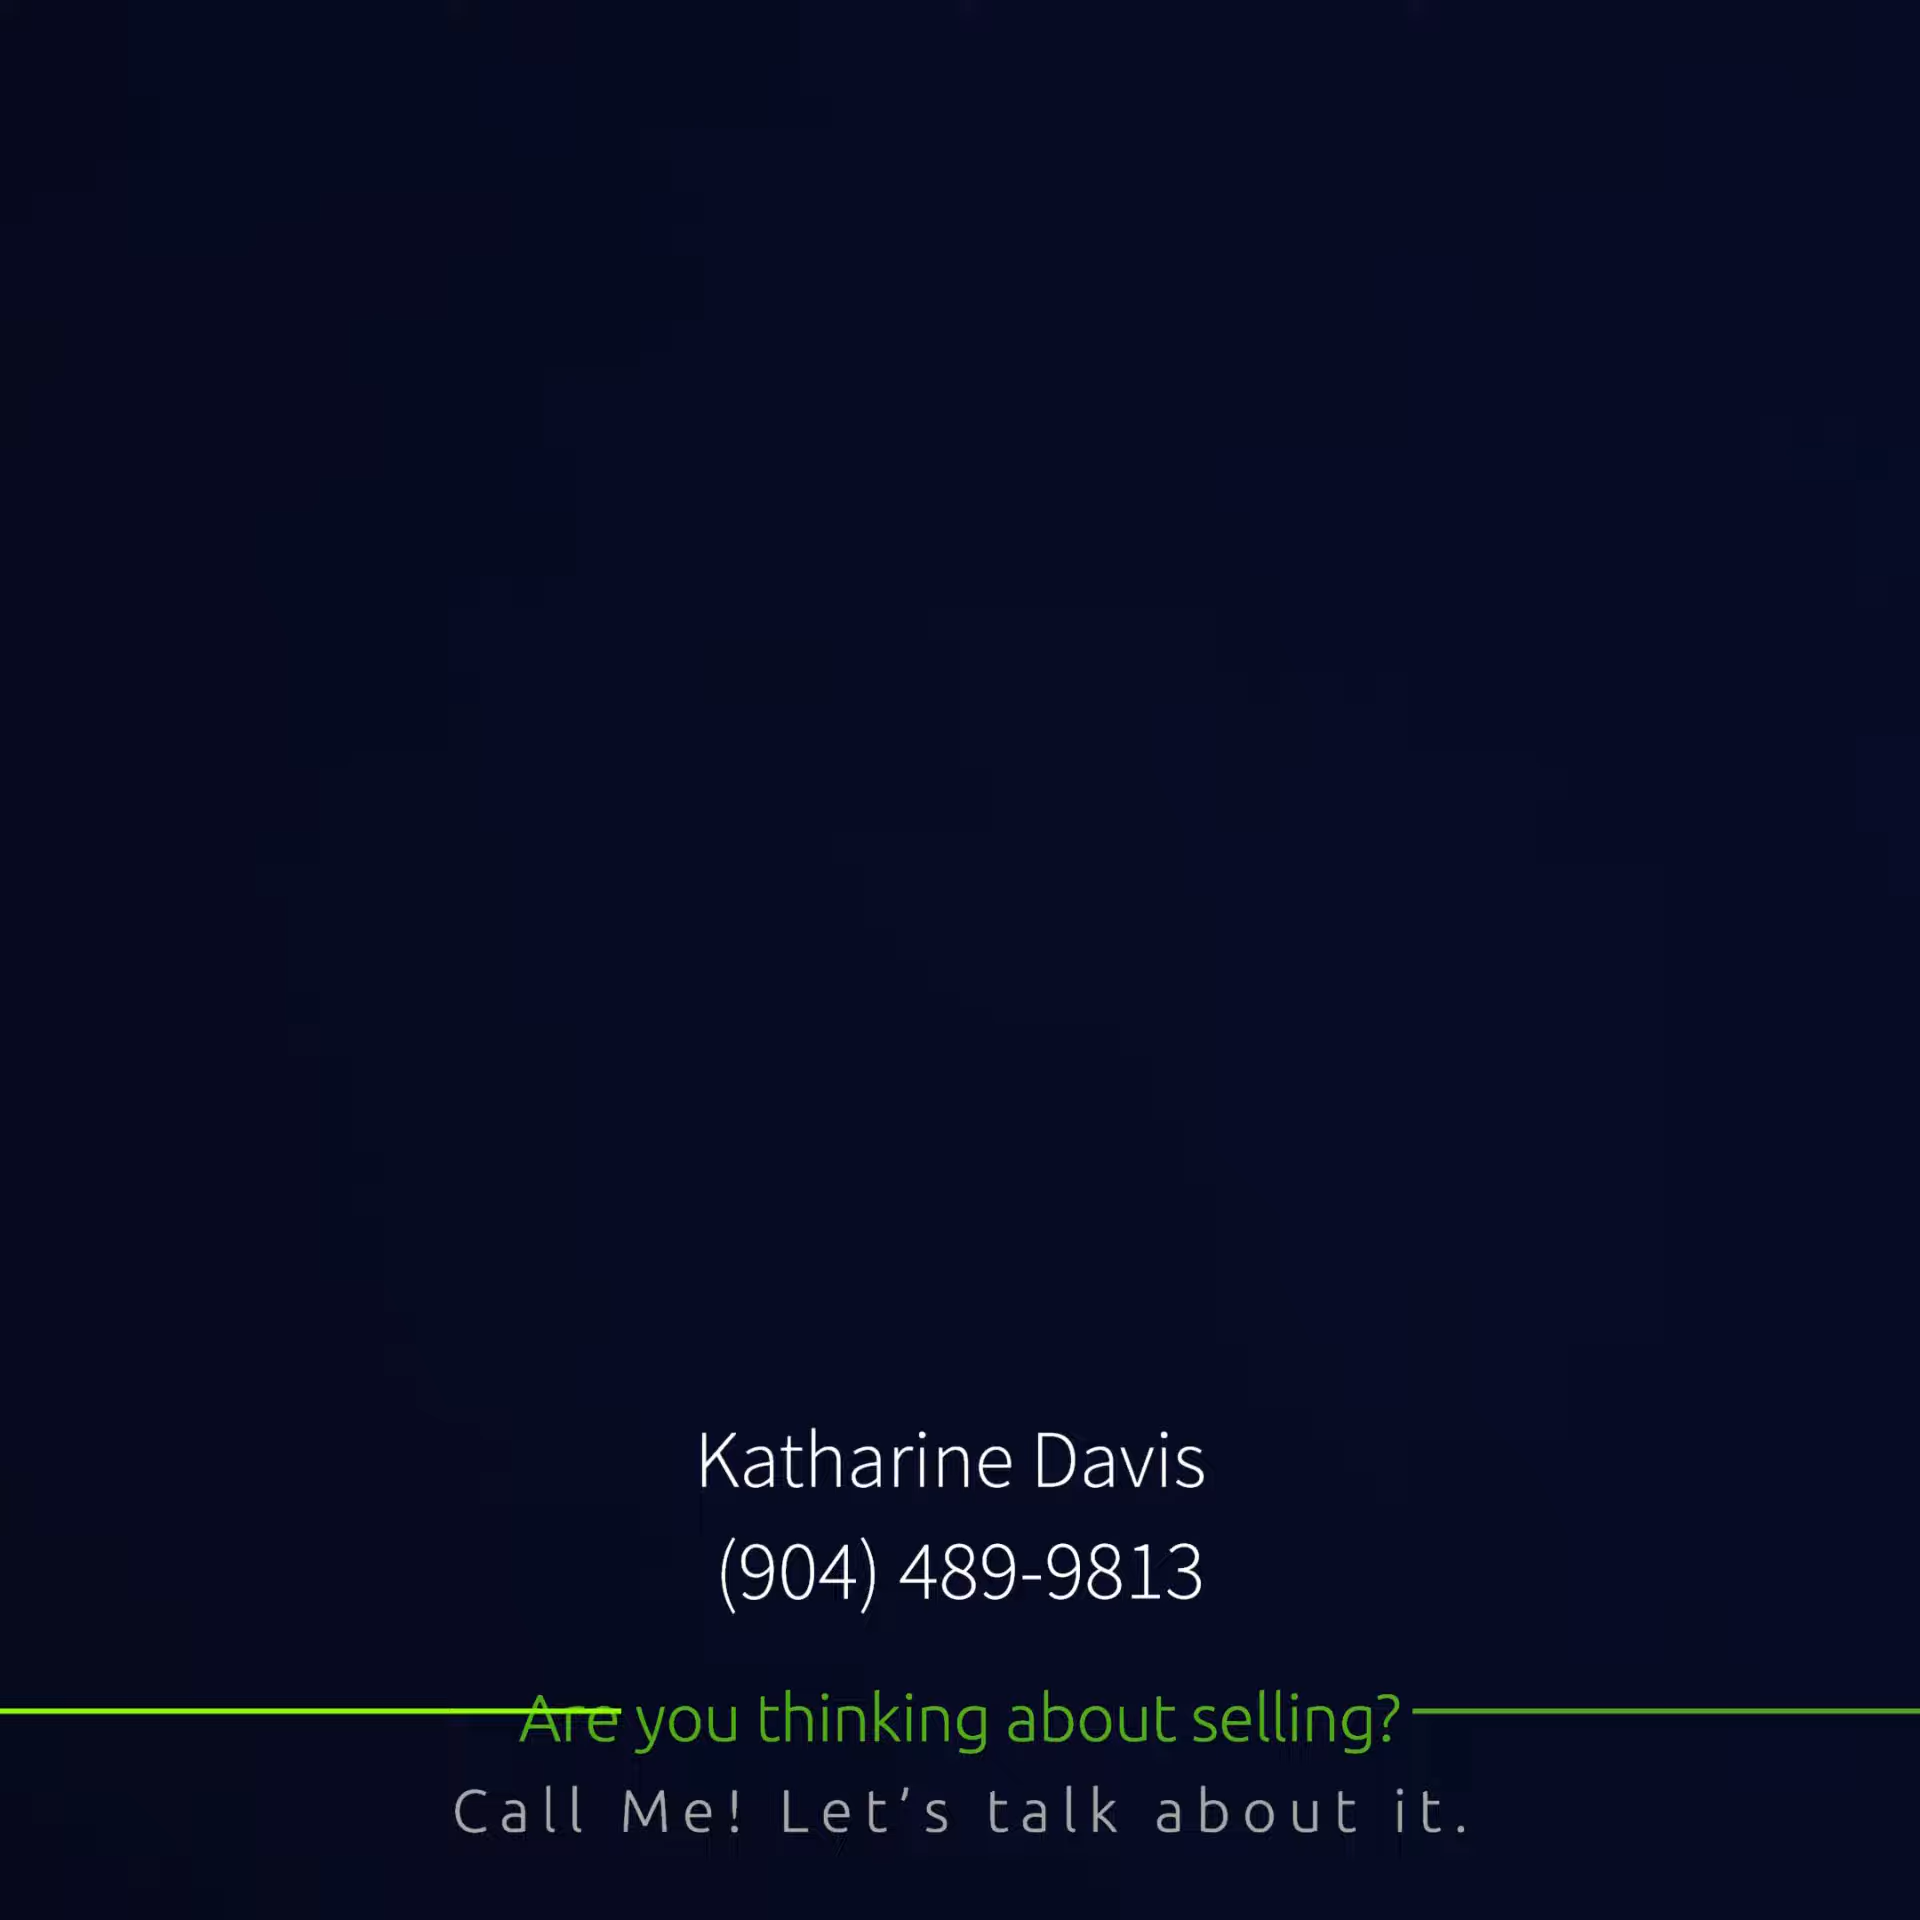 Katharine Davis
(904) 489-9813
Are you thinking about selling?
Call Me! Let’s talk about it.